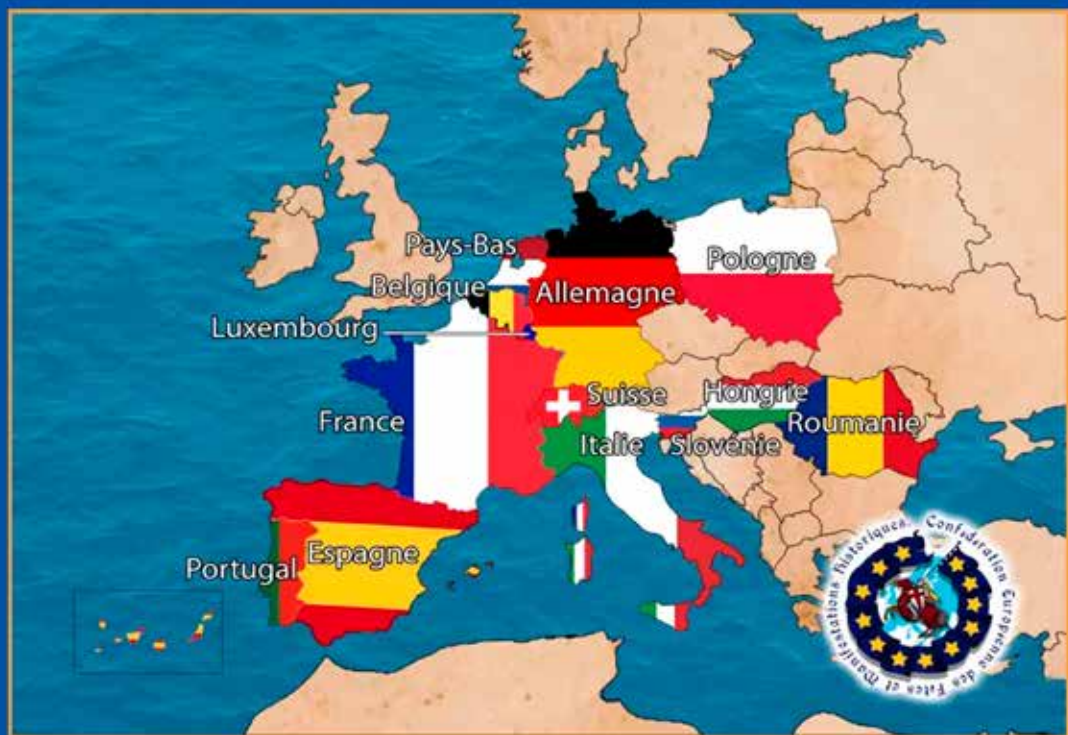 Pays-Bas
Pologne
Belgique
Allemagne
Luxembourg
Suisse
Hongrie
France
Roumanie
Italie
Slovénie
Espagne
Portugal
Confédération Européenne des Fêtes et Manifestations Historiques.